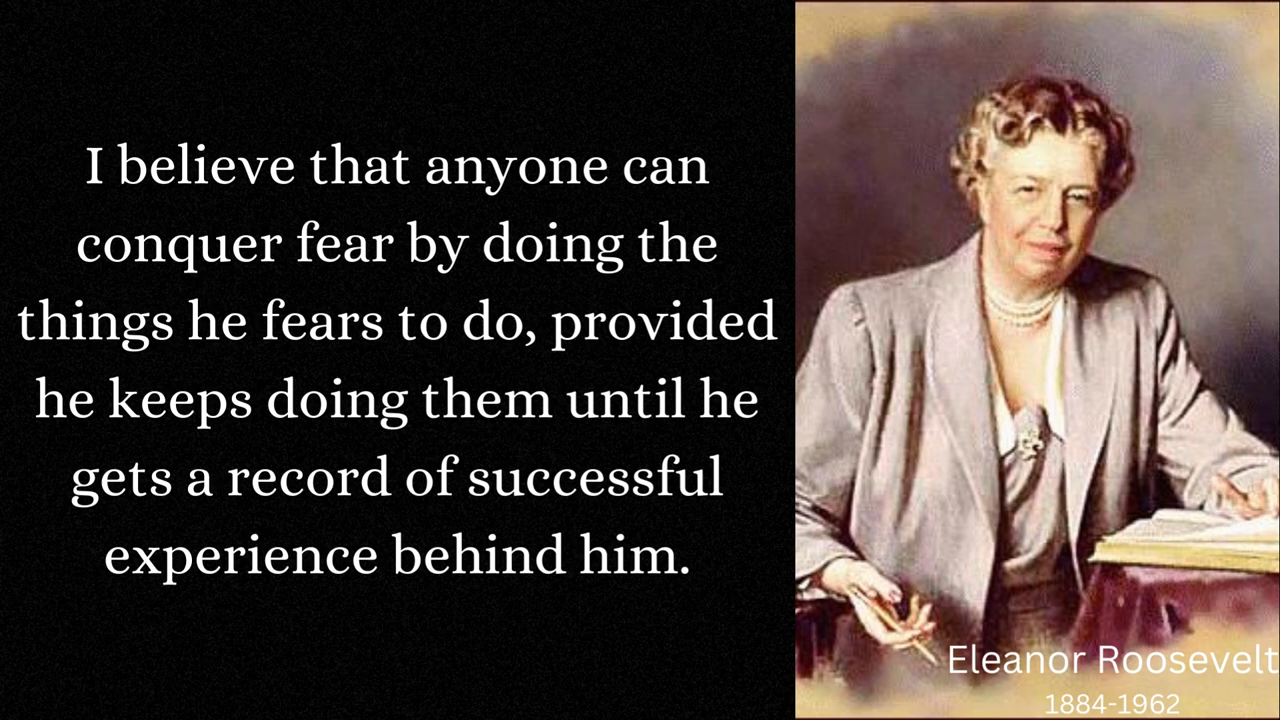 I believe that anyone can
conquer fear by doing the
things he fears to do, provided
he keeps doing them until he
gets a record of successful
experience behind him.
Eleanor Roosevelt
1884-1962